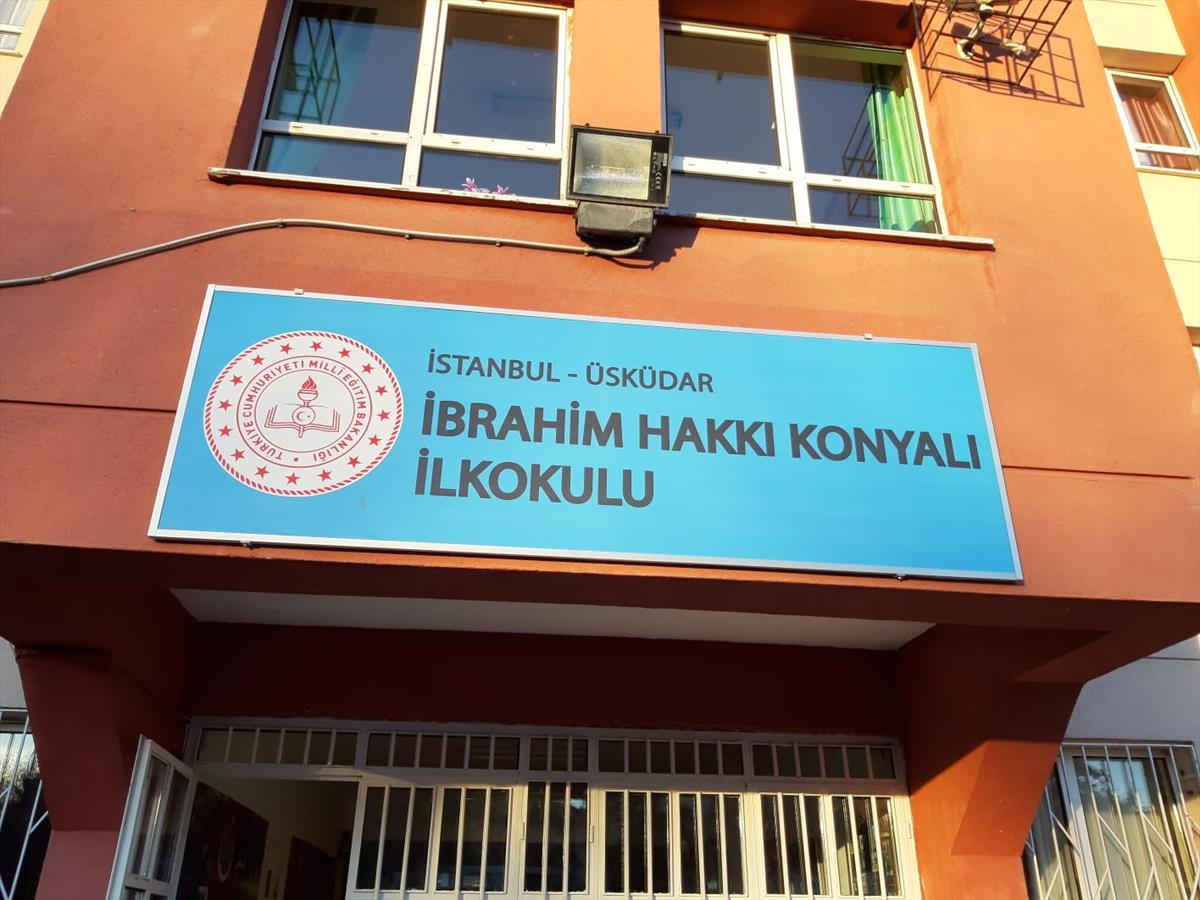 TÜRKİYE CUMHURİYETİ MİLLÎ EĞİTİM BAKANLIĞI
İSTANBUL - ÜSKÜDAR
İBRAHİM HAKKI KONYALI
İLKOKULU